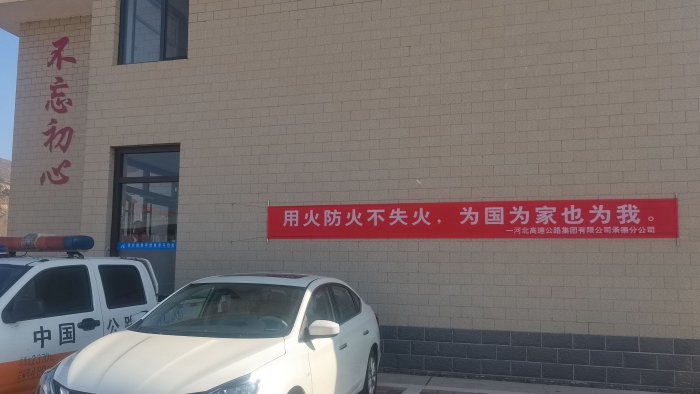 不忘初心
用火防火不失火，为国为家也为我。
—河北高速公路集团有限公司承德分公司
中国公路